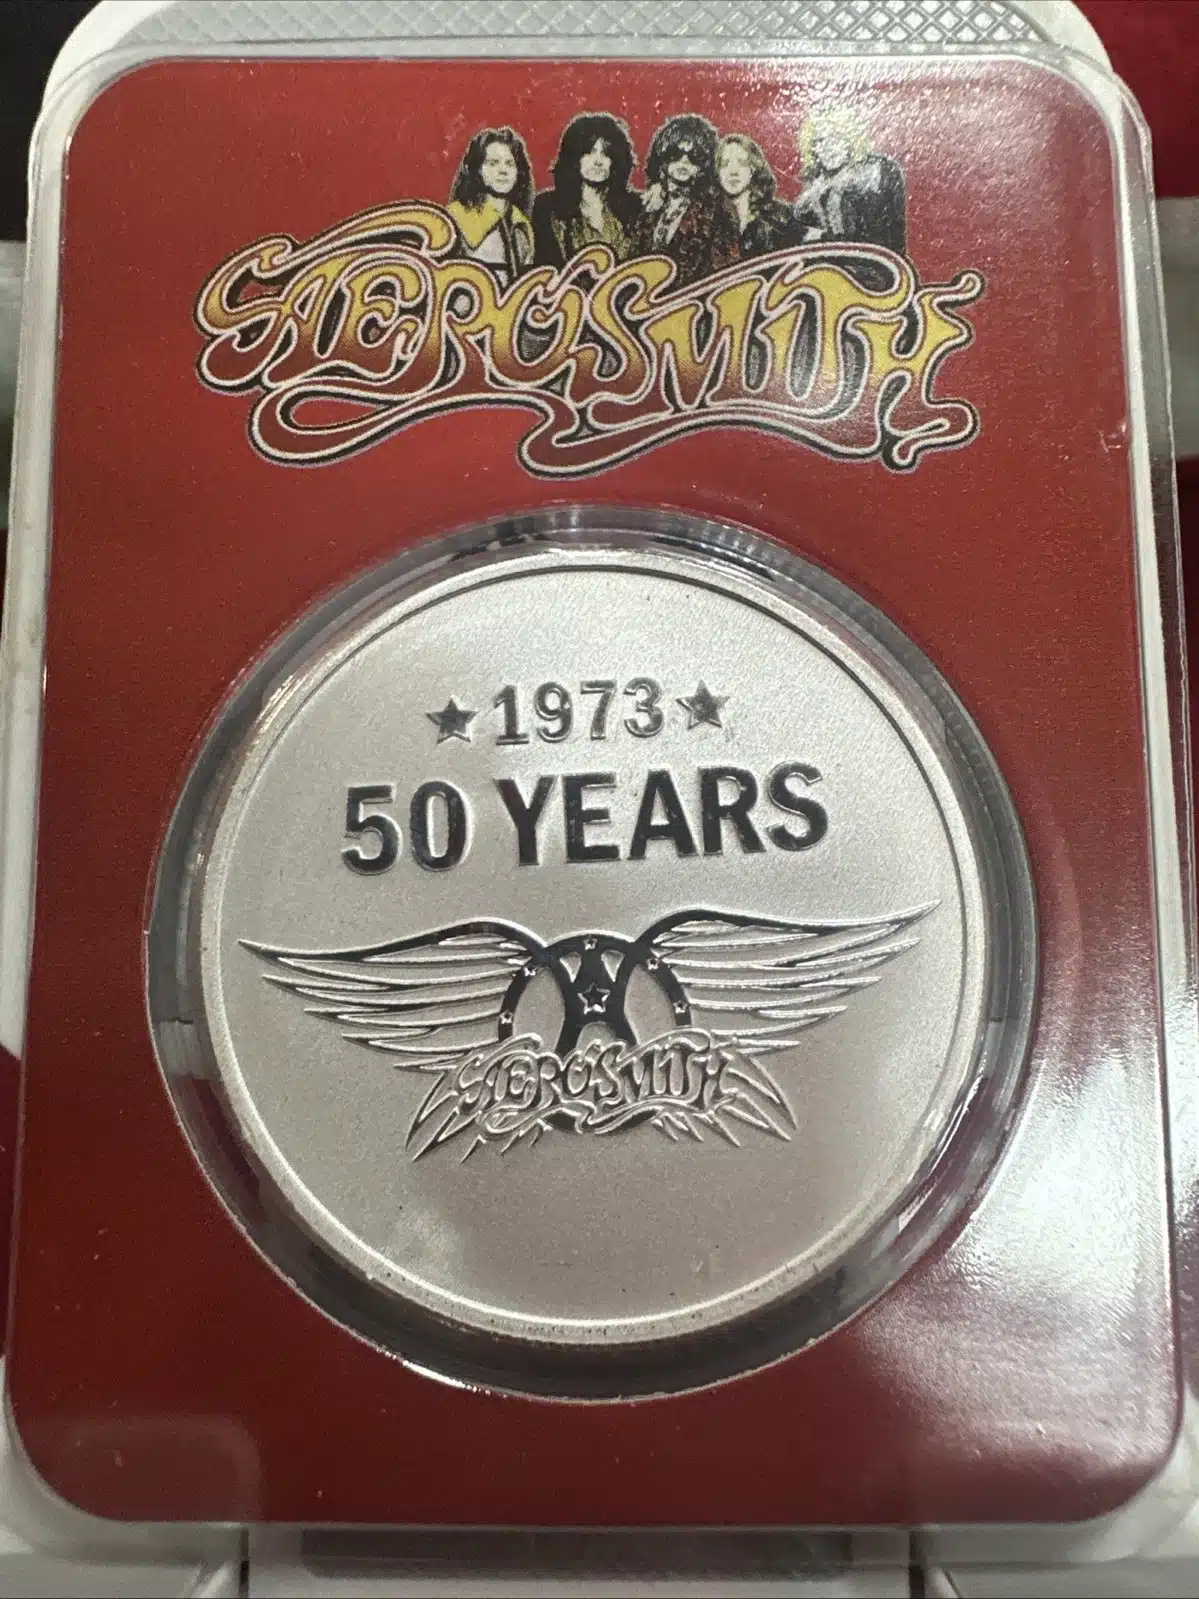 AEROSMITH
★ 1973 ★
50 YEARS
A
AEROSMITH